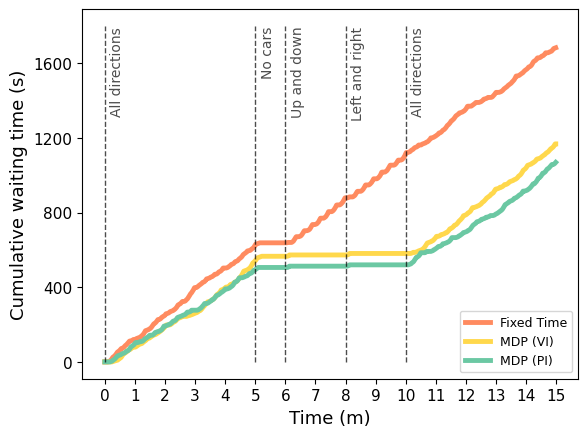 Cumulative waiting time (s)
1600
1200
800
400
0
All directions
No cars
Up and down
Left and right
All directions
Fixed Time
MDP (VI)
MDP (PI)
0 1 2 3 4 5 6 7 8 9 10 11 12 13 14 15
Time (m)